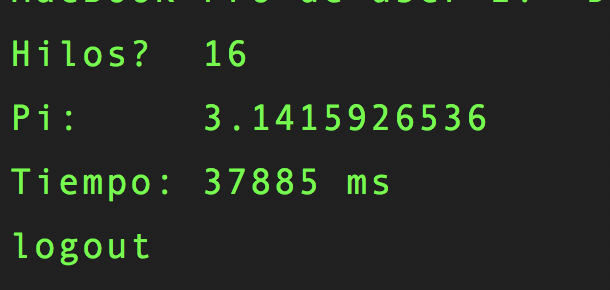 Hilos?  16
Pi:     3.1415926536
Tiempo: 37885 ms
logout